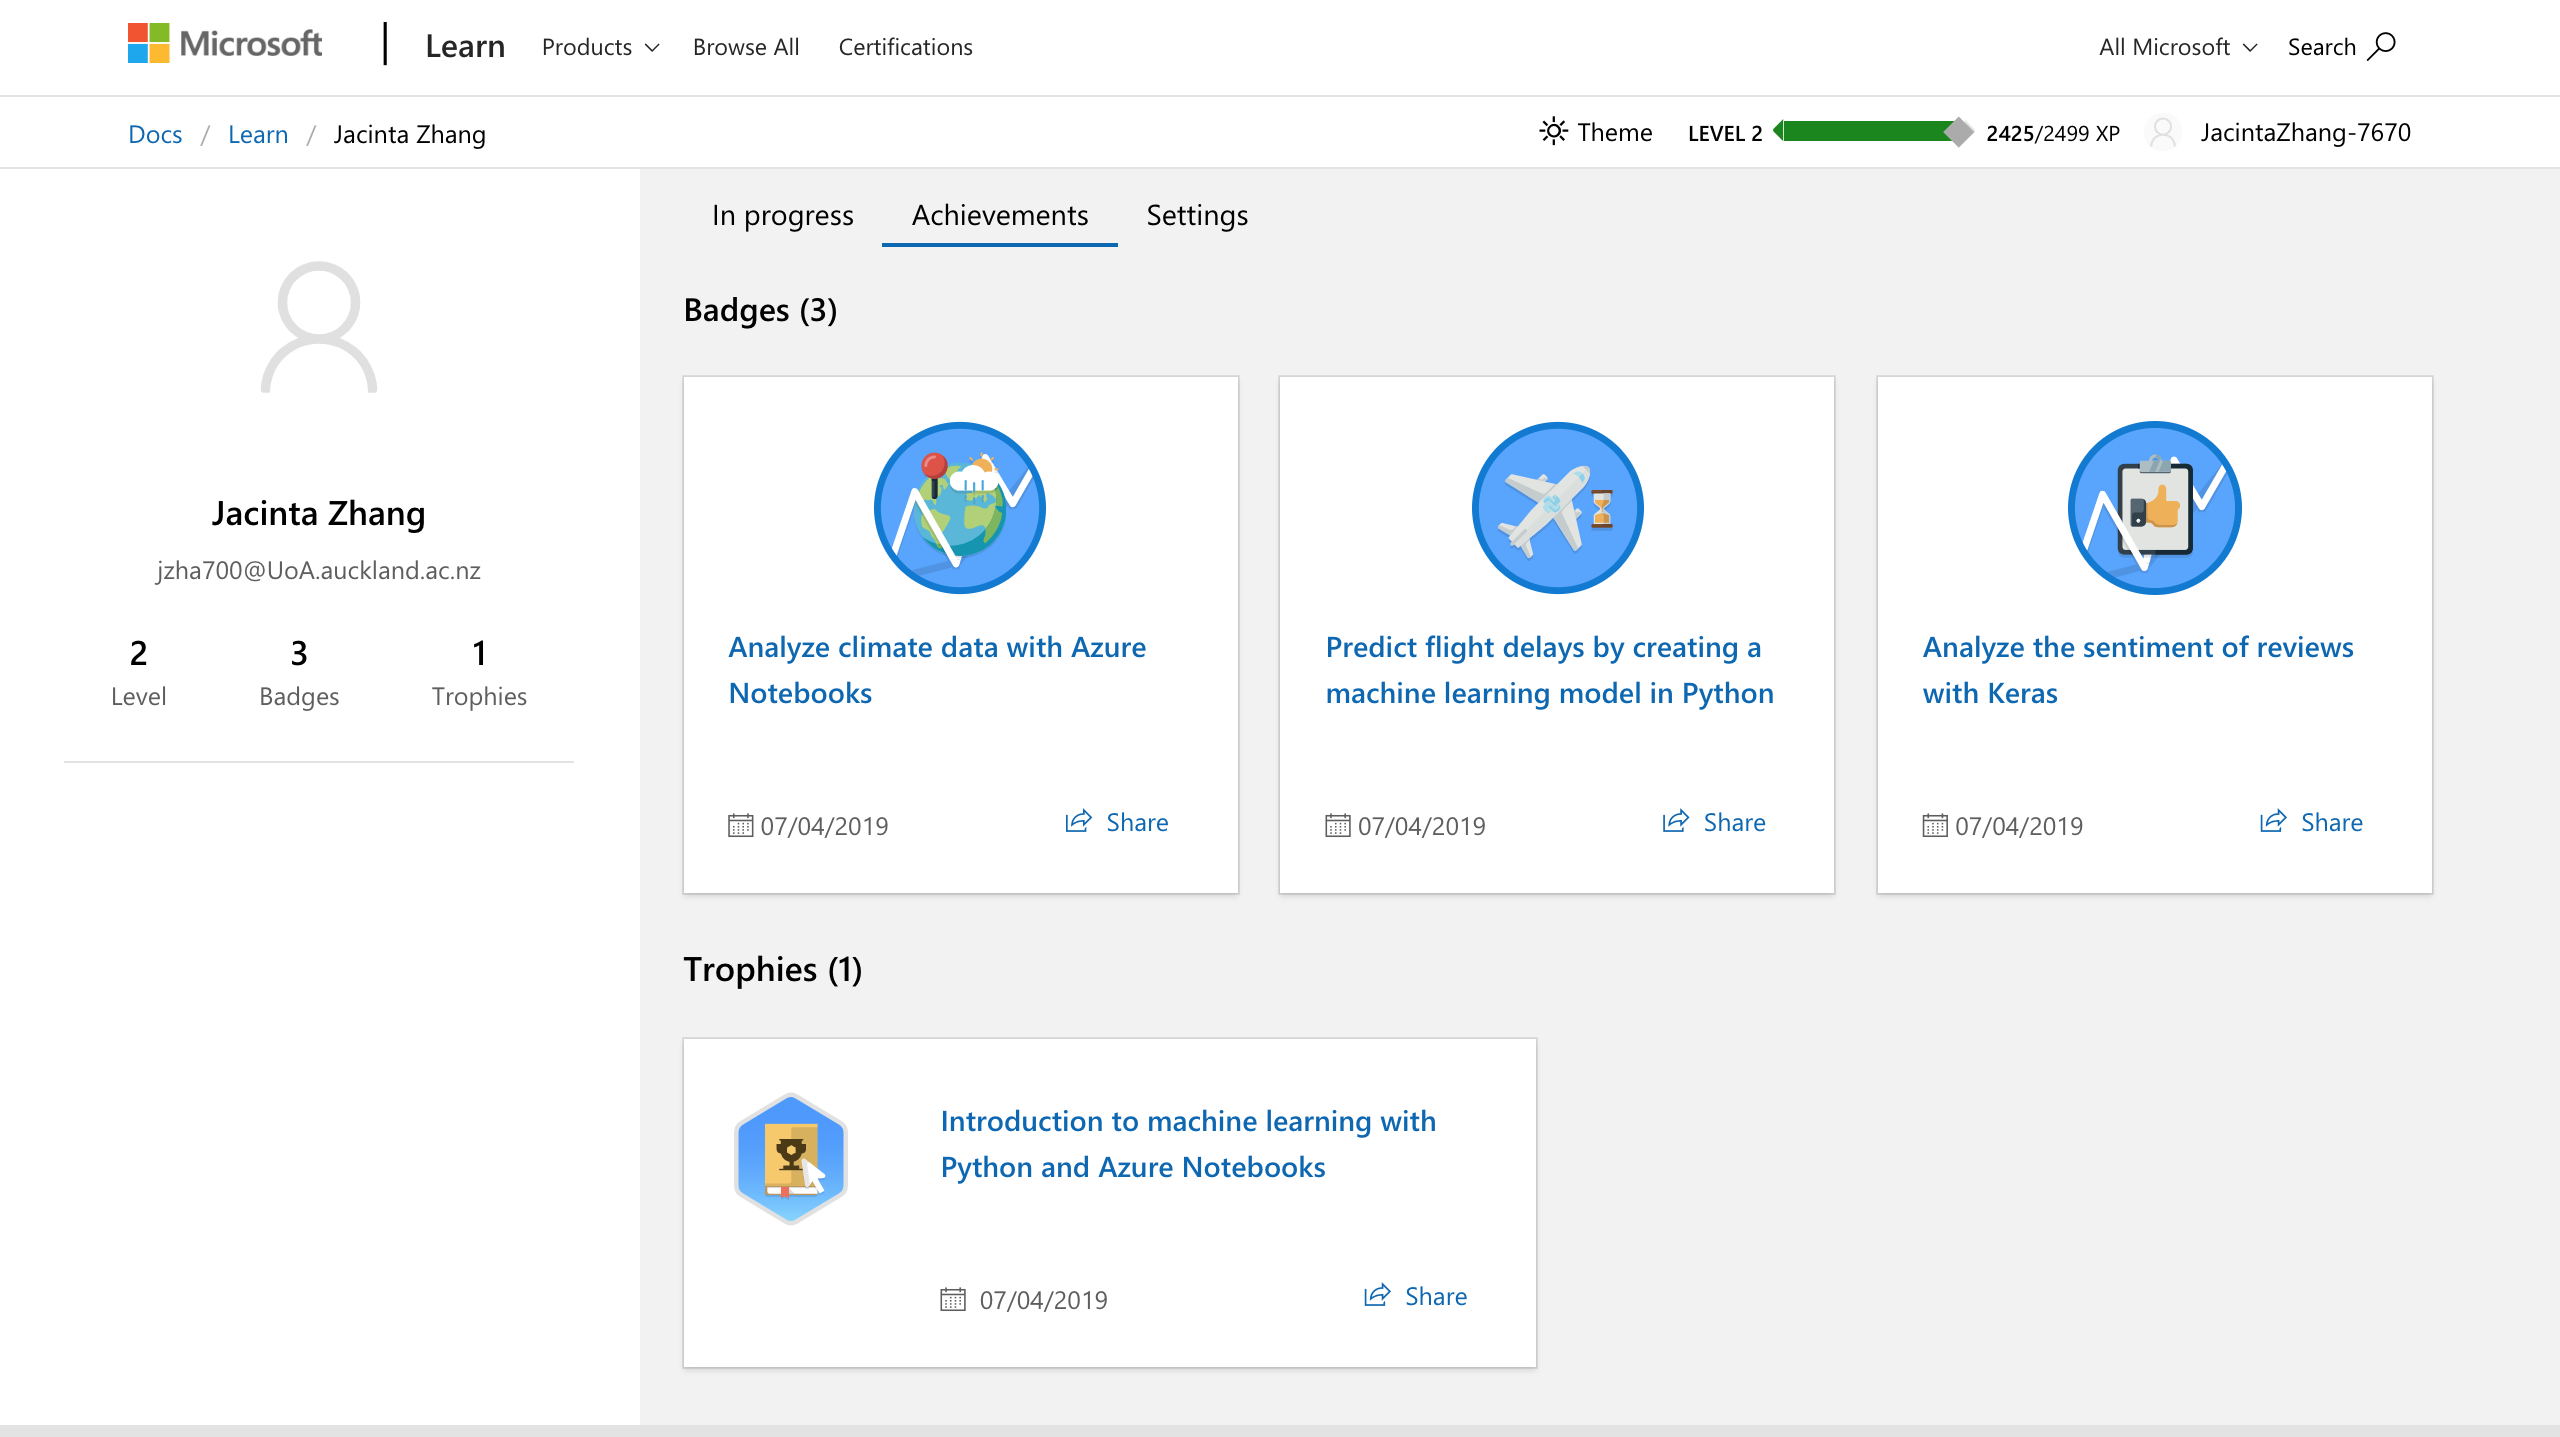 Microsoft
Learn Products Browse All Certifications All Microsoft Search
Docs / Learn / Jacinta Zhang
Theme LEVEL 2 2425/2499 XP JacintaZhang-7670
Jacinta Zhang
jzha700@UoA.auckland.ac.nz
2 3 1
Level Badges Trophies
In progress Achievements Settings
Badges (3)
Analyze climate data with Azure
Notebooks
07/04/2019 Share
Predict flight delays by creating a
machine learning model in Python
07/04/2019 Share
Analyze the sentiment of reviews
with Keras
07/04/2019 Share
Trophies (1)
Introduction to machine learning with
Python and Azure Notebooks
07/04/2019 Share